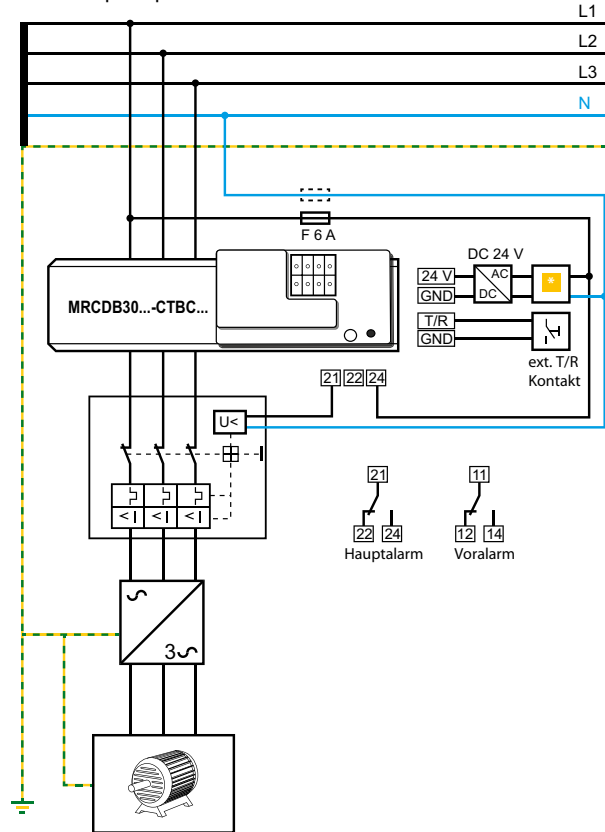 L1
L2
L3
N
F 6 A
DC 24 V
24 V
AC
*
GND
DC
T/R
GND
ext. T/R
Kontakt
MRCDB30...-CTBC...
21 22 24
U<
21
11
22 24
12 14
Hauptalarm
Voralarm
< I
< I
< I
3